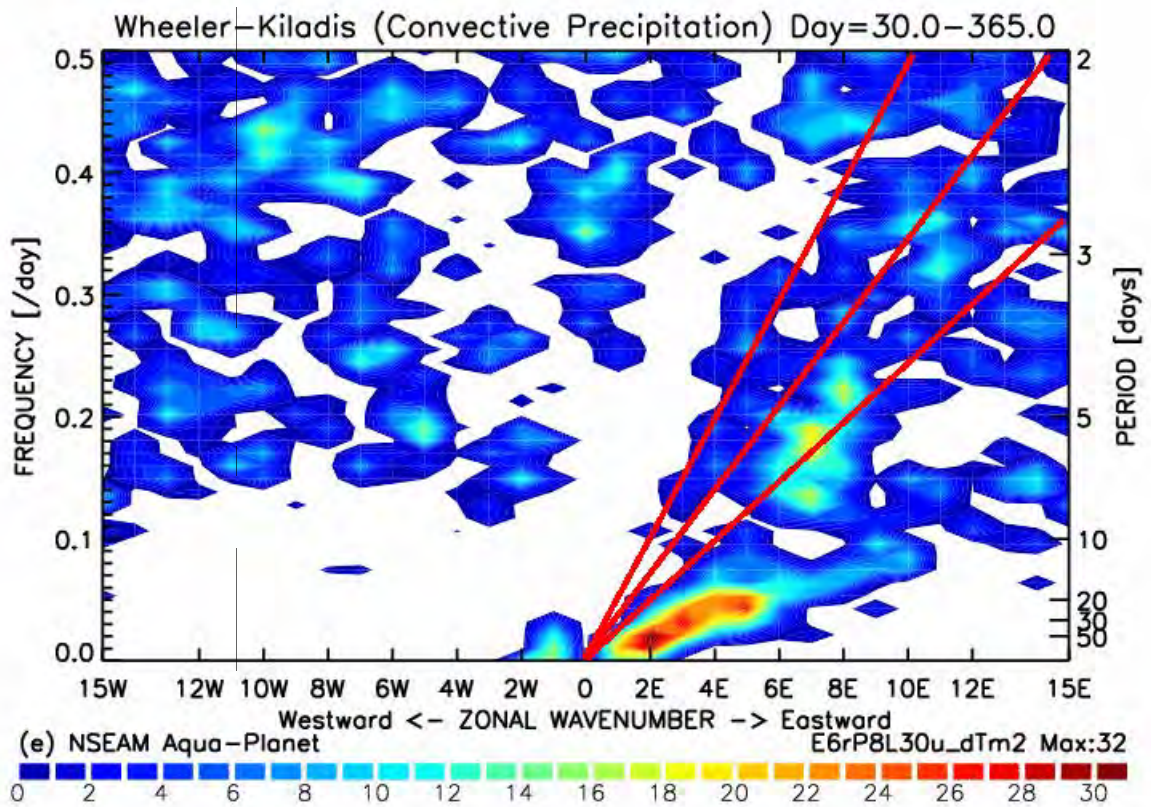 Wheeler-Kiladis (Convective Precipitation) Day=30.0-365.0
FREQUENCY [/day]
0.5
0.4
0.3
0.2
0.1
0.0
2
3
5
10
20
30
50
PERIOD [days]
15W 12W 10W 8W 6W 4W 2W 0 2E 4E 6E 8E 10E 12E 15E
Westward <- ZONAL WAVENUMBER -> Eastward
(e) NSEAM Aqua-Planet E6rP8L30u_dTm2 Max:32
0 2 4 6 8 10 12 14 16 18 20 22 24 26 28 30